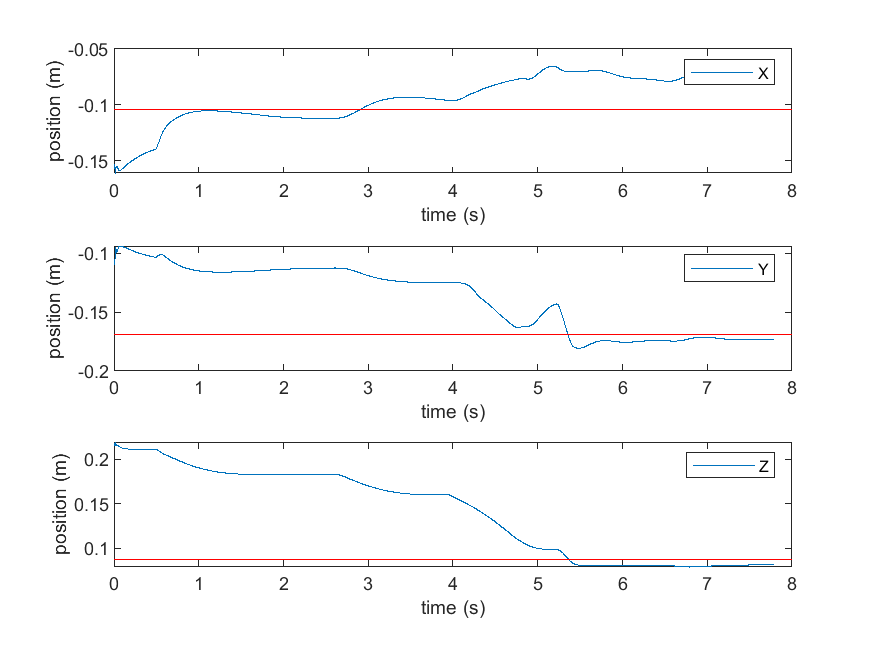 -0.05
-0.1
-0.15
position (m)
X
0 1 2 3 4 5 6 7 8
time (s)
-0.1
-0.15
-0.2
position (m)
Y
0 1 2 3 4 5 6 7 8
time (s)
0.2
0.15
0.1
position (m)
Z
0 1 2 3 4 5 6 7 8
time (s)